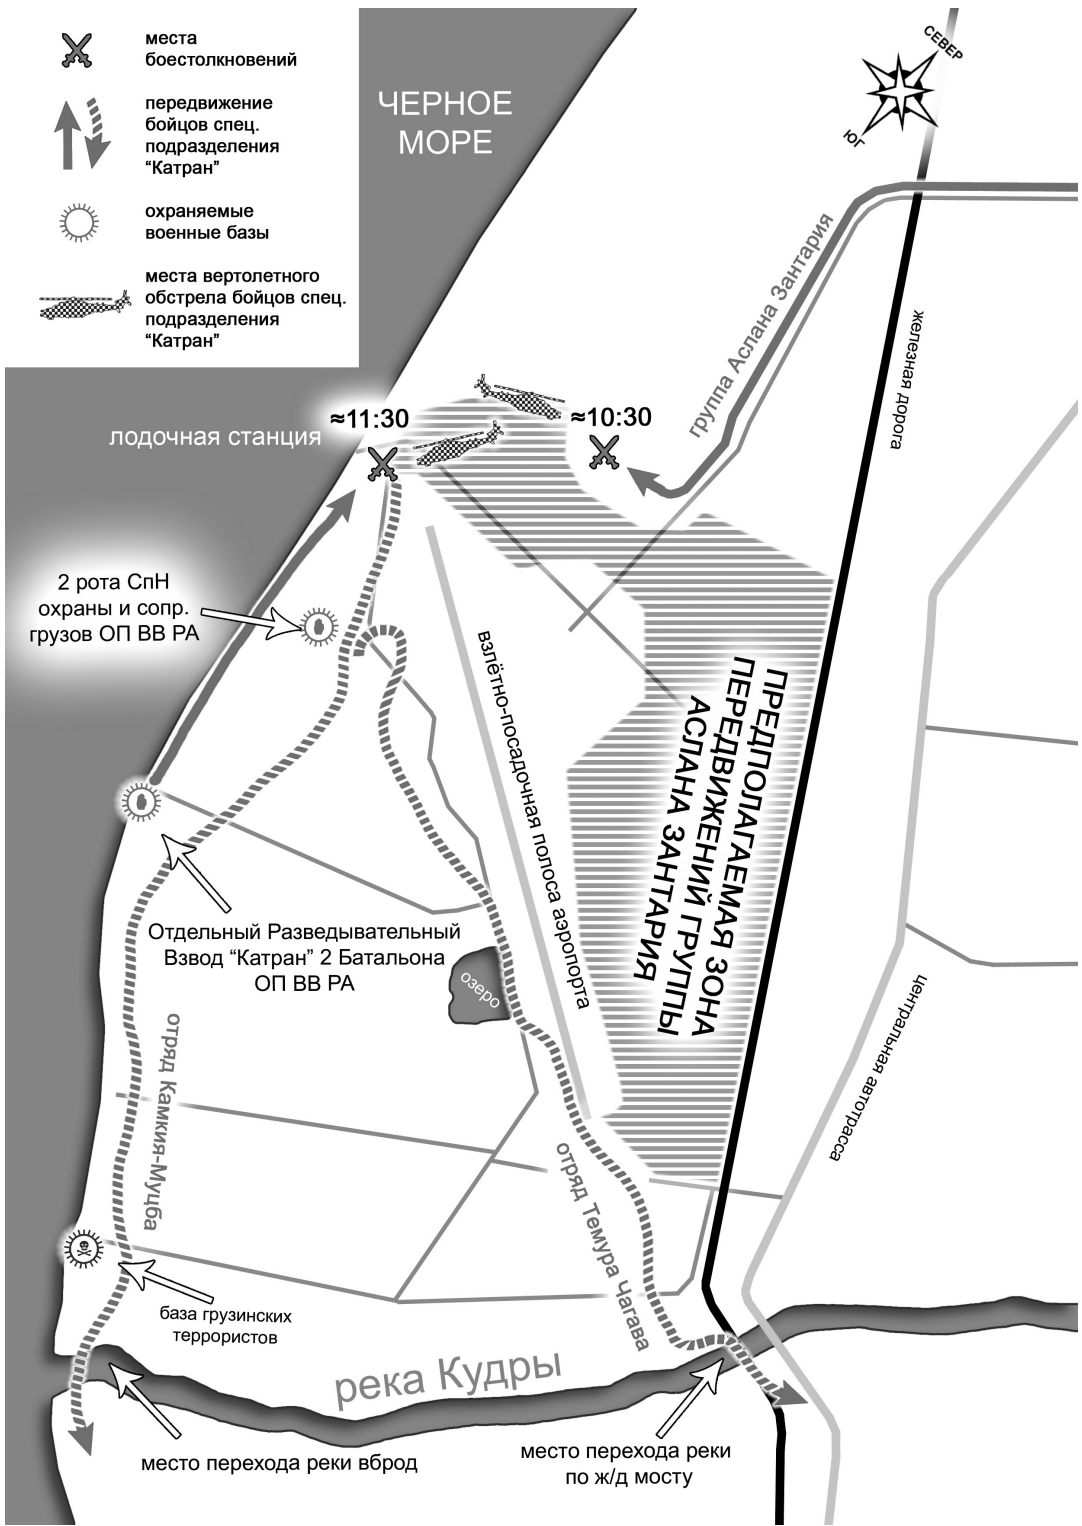 места
боестолкновений
передвижение
бойцов спец.
подразделения
“Катран”
охраняемые
военные базы
места вертолетного
обстрела бойцов спец.
подразделения
“Катран”
ЧЕРНОЕ
МОРЕ
СЕВЕР
ЮГ
группа Аслана Зантария
железная дорога
≈11:30
≈10:30
лодочная станция
2 рота СпН
охраны и сопр.
грузов ОП ВВ РА
взлётно-посадочная полоса аэропорта
ПРЕДПОЛАГАЕМАЯ ЗОНА
ПЕРЕДВИЖЕНИЙ ГРУППЫ
АСЛАНА ЗАНТАРИЯ
Отдельный Разведывательный
Взвод “Катран” 2 Батальона
ОП ВВ РА
озеро
центральная автотрасса
отряд Камкия-Муцба
отряд Темура Чагава
база грузинских
террористов
река Кудры
место перехода реки вброд
место перехода реки
по ж/д мосту